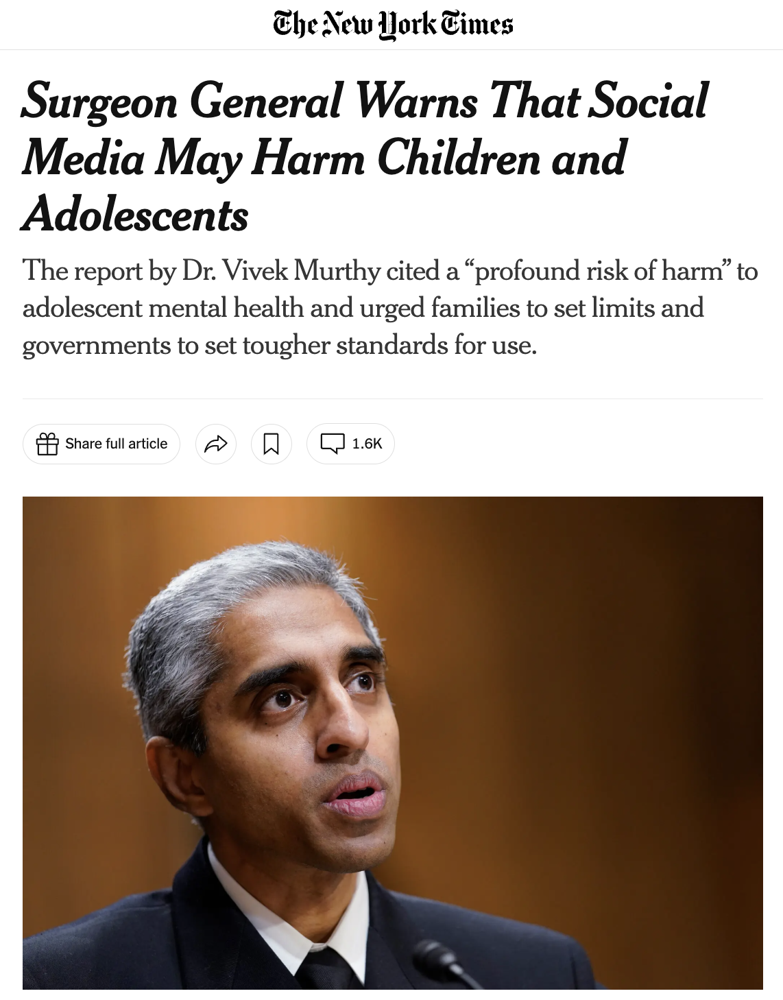 The New York Times
Surgeon General Warns That Social
Media May Harm Children and
Adolescents
The report by Dr. Vivek Murthy cited a “profound risk of harm” to
adolescent mental health and urged families to set limits and
governments to set tougher standards for use.
Share full article
1.6K